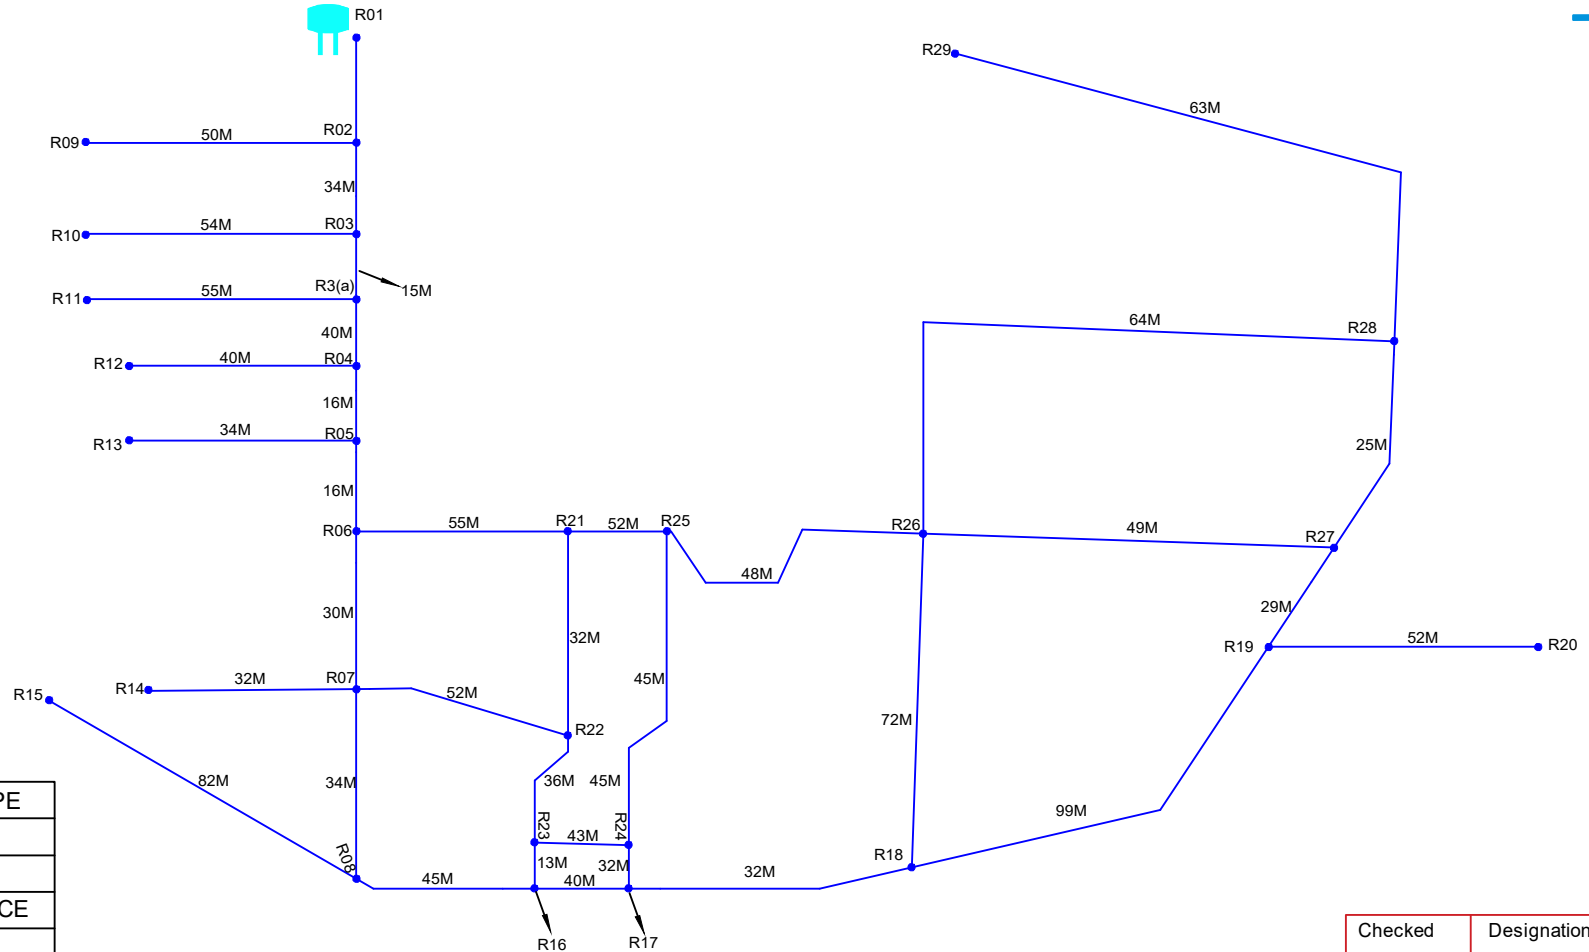 R01
R29
63M
R09
50M
R02
34M
R10
54M
R03
R11
55M
R3(a)
15M
40M
64M
R28
R12
40M
R04
16M
R13
34M
R05
25M
16M
R06
55M
R21
52M
R25
R26
49M
R27
48M
30M
29M
32M
R19
52M
R20
R15
R14
32M
R07
52M
45M
72M
R22
82M
34M
36M
45M
PE
99M
R23
43M
R24
R08
R18
13M
32M
45M
40M
32M
CE
R16
R17
Checked
Designation